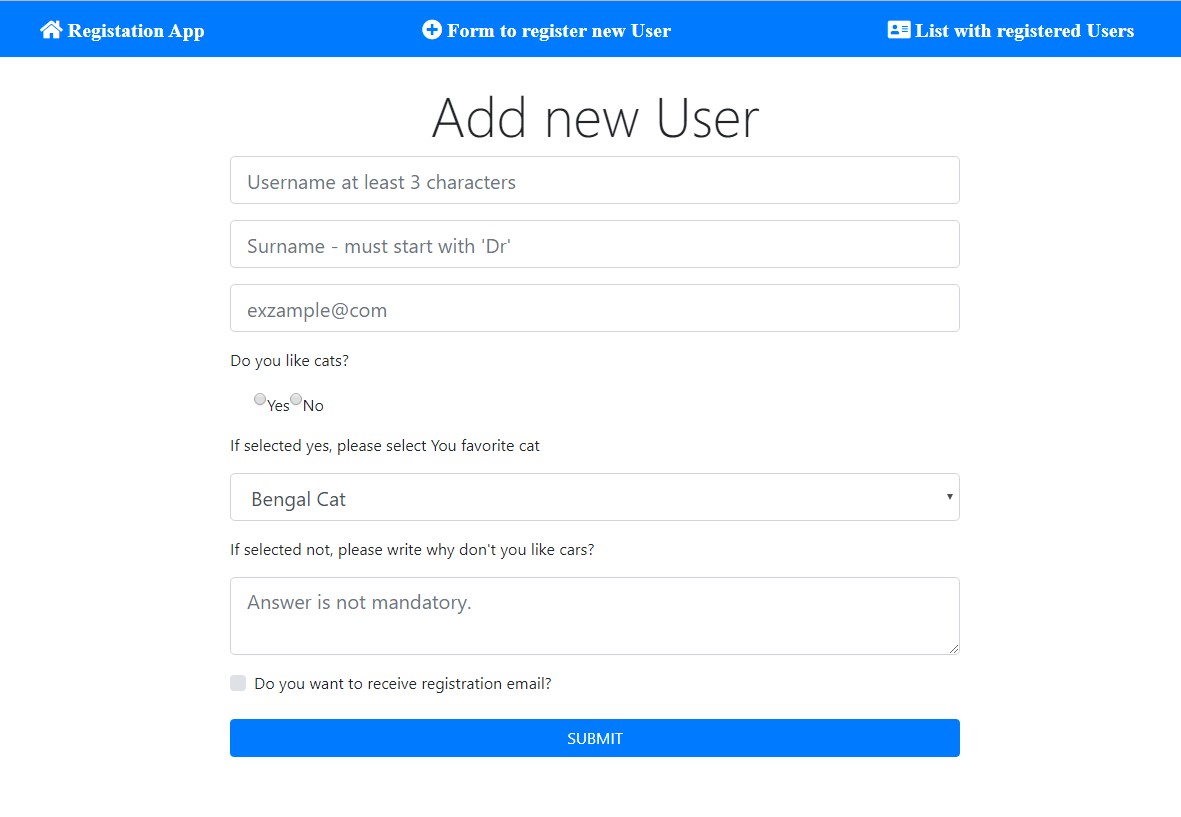 Registation App Form to register new User List with registered Users
Add new User
Username at least 3 characters
Surname - must start with 'Dr'
exzample@com
Do you like cats?
Yes No
If selected yes, please select You favorite cat
Bengal Cat
If selected not, please write why don't you like cars?
Answer is not mandatory.
Do you want to receive registration email?
SUBMIT